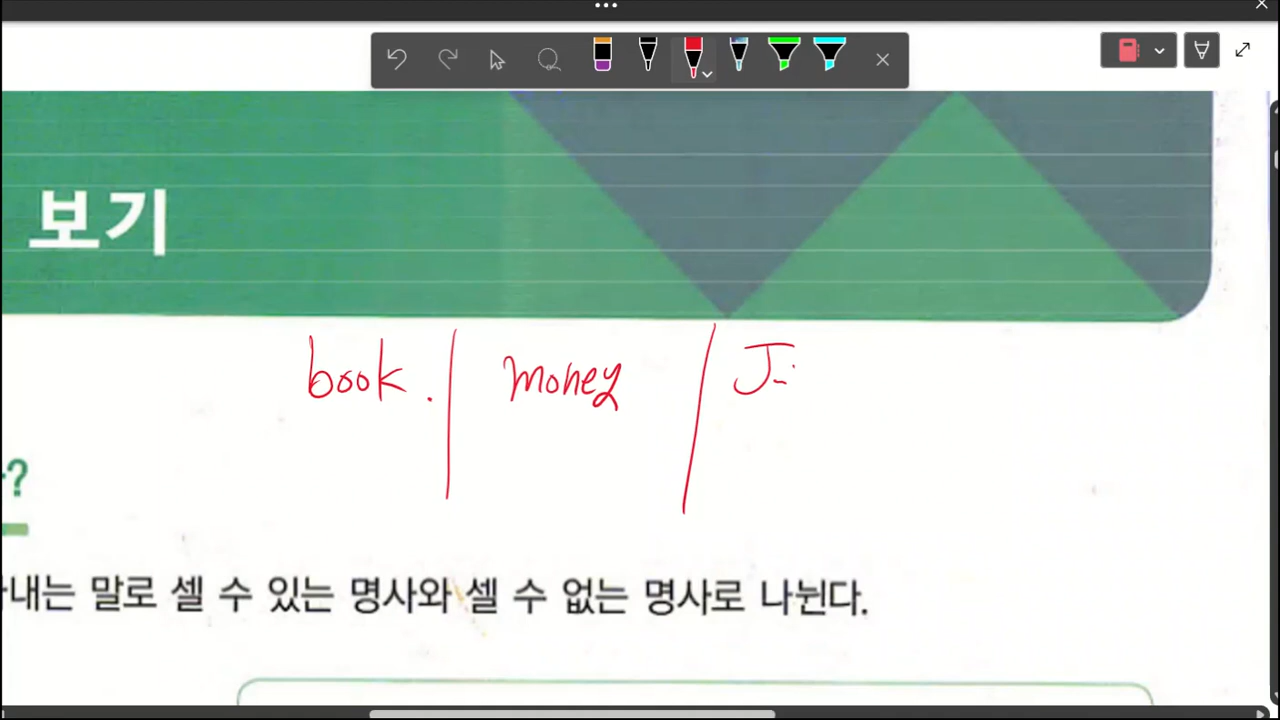 보기
book. money Ji
?
내는 말로 셀 수 있는 명사와 셀 수 없는 명사로 나뉜다.